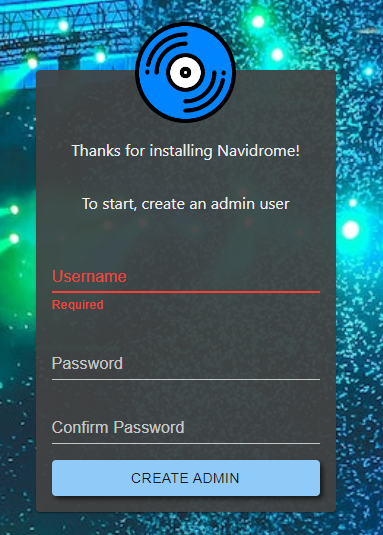 Thanks for installing Navidrome!
To start, create an admin user
Username
Required
Password
Confirm Password
CREATE ADMIN